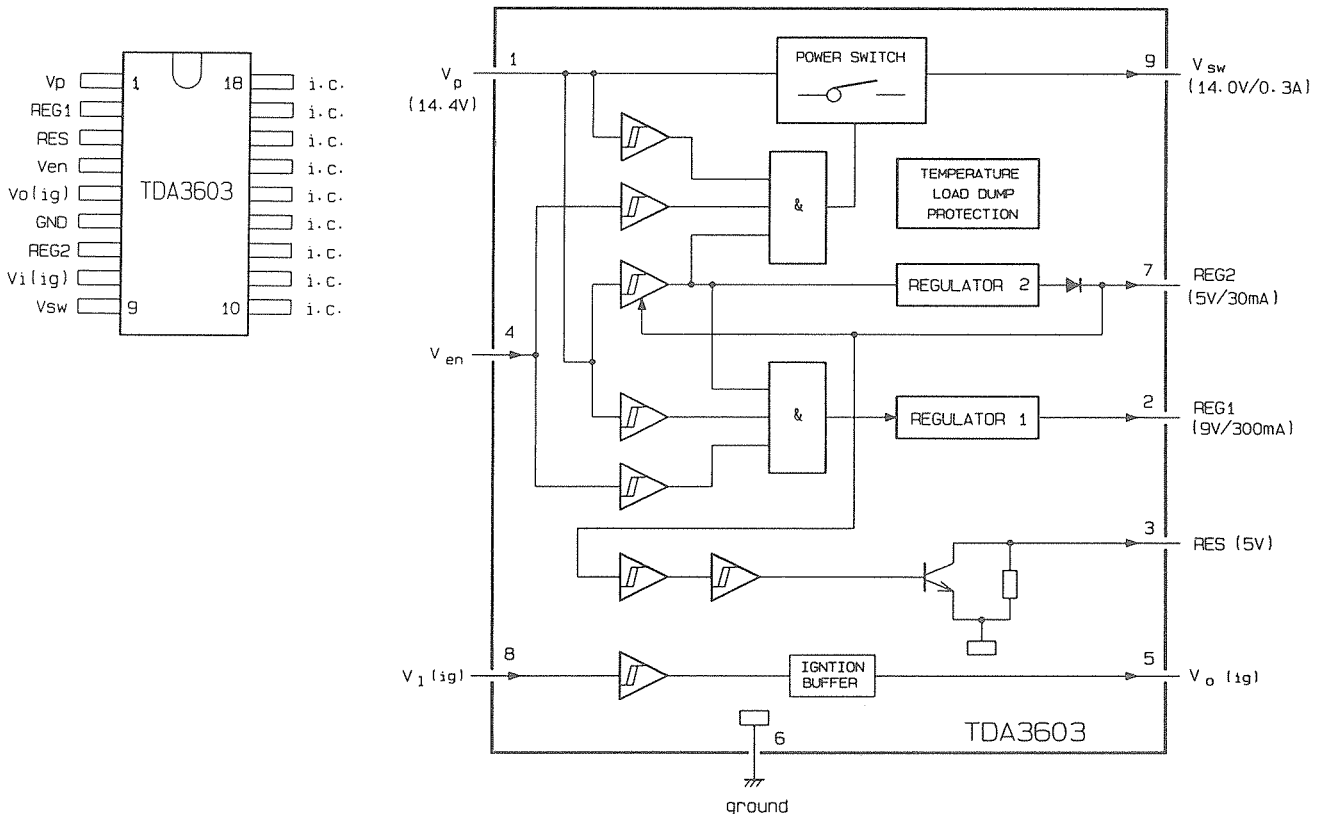 Vp
REG1
RES
Ven
Vo(ig)
GND
REG2
Vi(ig)
Vsw
1
9
TDA3603
18
10
i.c.
i.c.
i.c.
i.c.
i.c.
i.c.
i.c.
i.c.
i.c.
1
V p
(14.4V)
POWER SWITCH
9
V sw
(14.0V/0.3A)
&
TEMPERATURE
LOAD DUMP
PROTECTION
REGULATOR 2
7
REG2
(5V/30mA)
4
V en
&
REGULATOR 1
2
REG1
(9V/300mA)
3
RES (5V)
8
V 1 (ig)
IGNTION
BUFFER
5
V o (ig)
6
TDA3603
ground